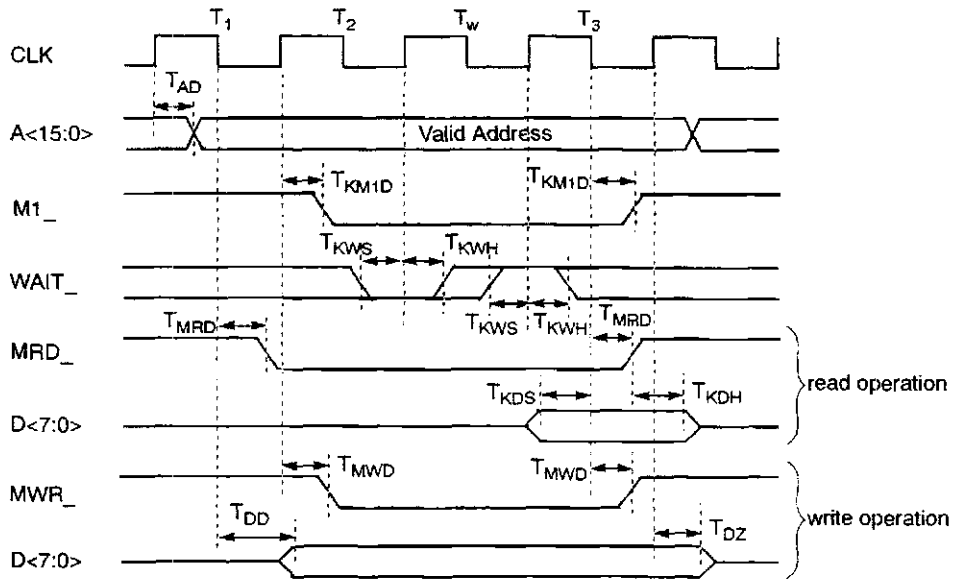 T1 T2 Tw T3
CLK
TAD
A<15:0> Valid Address
TKM1D TKM1D
M1_
TKWS TKWH
WAIT_
TKWS TKWH TMRD
TMRD
MRD_
read operation
TKDS TKDH
D<7:0>
TMWD TMWD
MWR_
write operation
TDD TDZ
D<7:0>